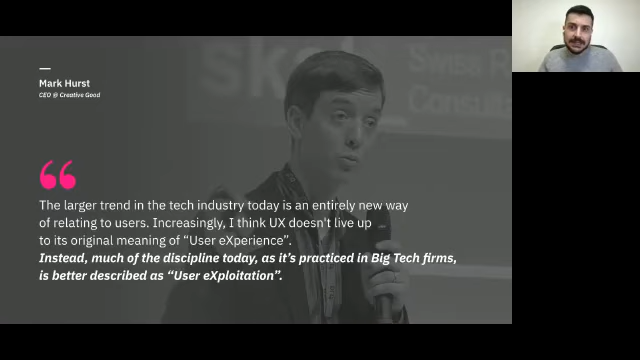 Mark Hurst
CEO @ Creative Good
The larger trend in the tech industry today is an entirely new way
of relating to users. Increasingly, I think UX doesn't live up
to its original meaning of “User eXperience”.
Instead, much of the discipline today, as it’s practiced in Big Tech firms,
is better described as “User eXploitation”.